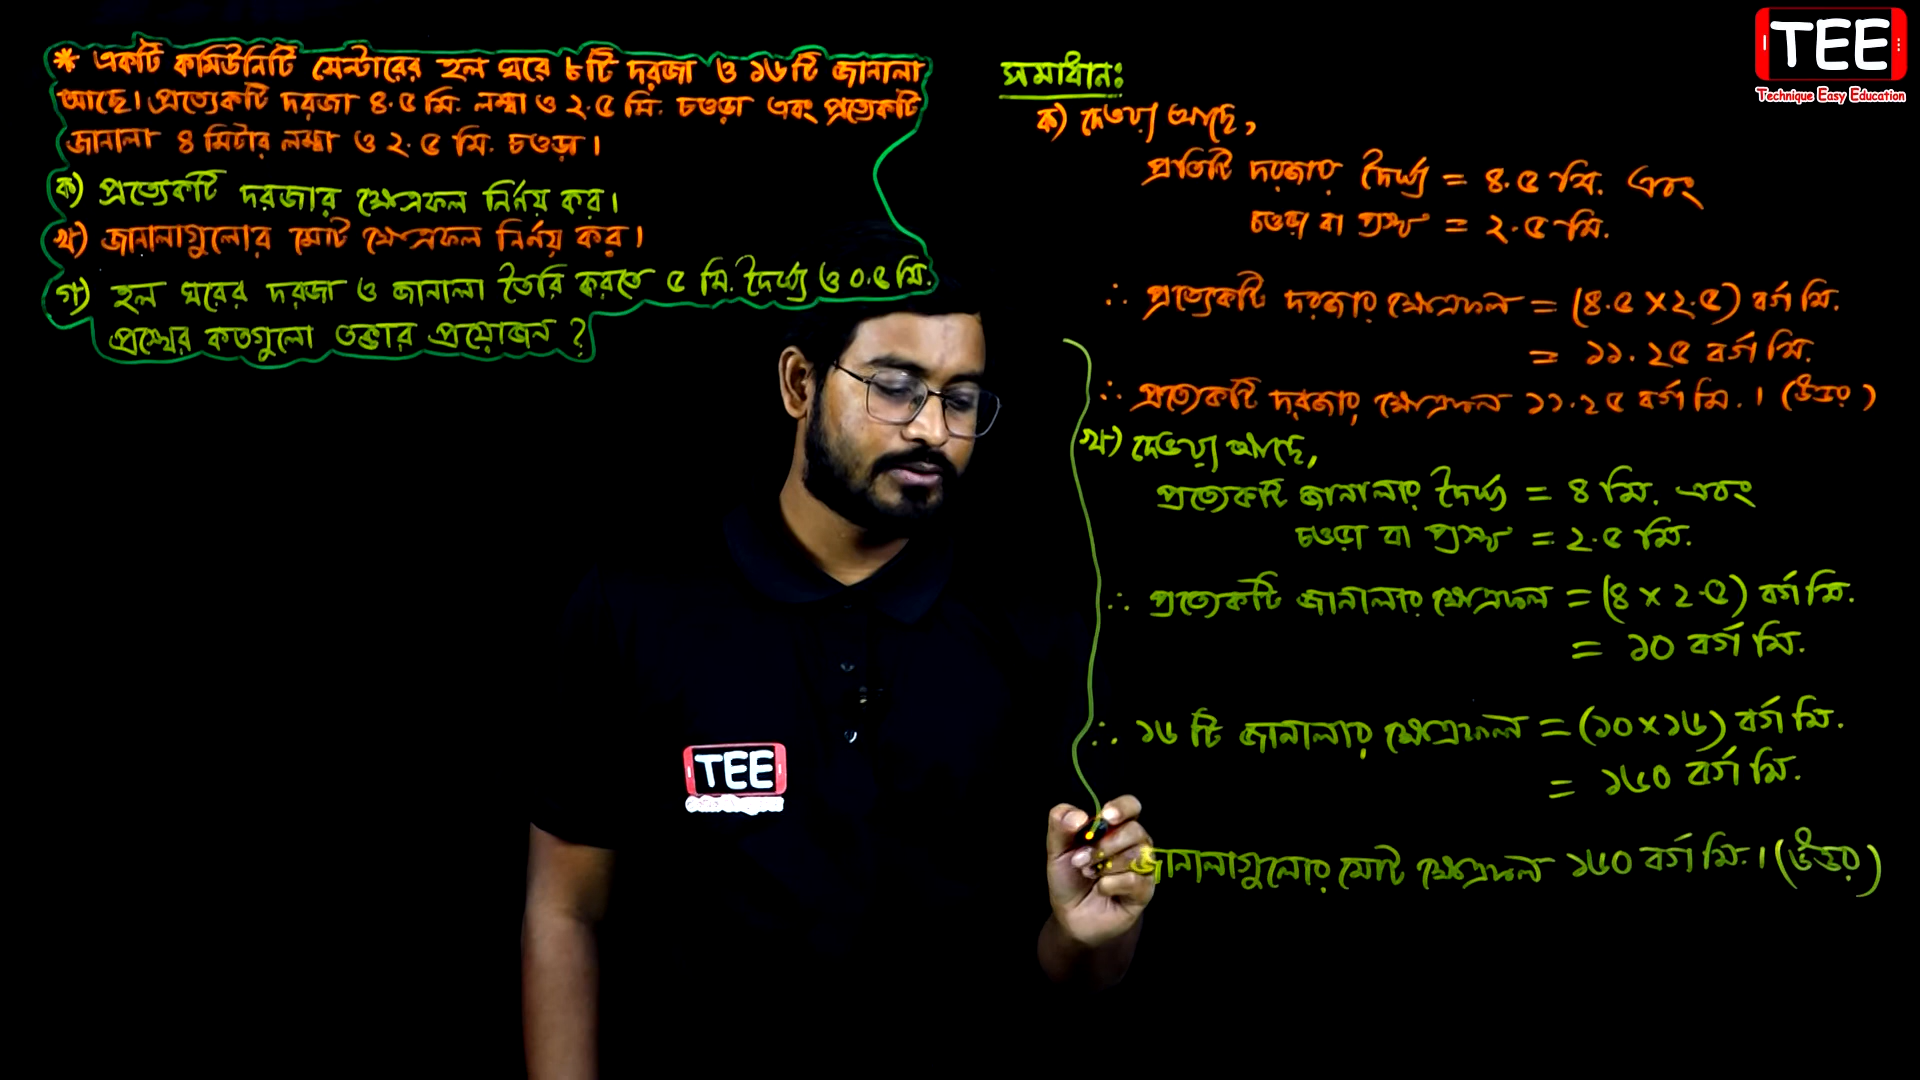 * একটি কমিউনিটি সেন্টারের হল ঘরে ৮টি দরজা ও ১৬টি জানালা
আছে। প্রত্যেকটি দরজা ৪.৫ মি. লম্বা ও ২.৫ মি. চওড়া এবং প্রত্যেকটি
জানালা ৪ মিটার লম্বা ও ২.৫ মি. চওড়া।
ক) প্রত্যেকটি দরজার ক্ষেত্রফল নির্ণয় কর।
খ) জানালাগুলোর মোট ক্ষেত্রফল নির্ণয় কর।
গ) হল ঘরের দরজা ও জানালা তৈরি করতে ৫ মি. দৈর্ঘ্য ও ০.৫ মি.
প্রস্থের কতগুলো তক্তার প্রয়োজন ?
সমাধানঃ
ক) দেওয়া আছে,
প্রতিটি দরজার দৈর্ঘ্য = ৪.৫ মি. এবং
চওড়া বা প্রস্থ = ২.৫ মি.
∴ প্রত্যেকটি দরজার ক্ষেত্রফল = (৪.৫ × ২.৫) বর্গ মি.
= ১১.২৫ বর্গ মি.
∴ প্রত্যেকটি দরজার ক্ষেত্রফল ১১.২৫ বর্গ মি. । (উত্তর)
খ) দেওয়া আছে,
প্রত্যেকটি জানালার দৈর্ঘ্য = ৪ মি. এবং
চওড়া বা প্রস্থ = ২.৫ মি.
∴ প্রত্যেকটি জানালার ক্ষেত্রফল = (৪ × ২.৫) বর্গ মি.
= ১০ বর্গ মি.
∴ ১৬ টি জানালার ক্ষেত্রফল = (১০×১৬) বর্গ মি.
= ১৬০ বর্গ মি.
∴ জানালাগুলোর মোট ক্ষেত্রফল ১৬০ বর্গ মি. । (উত্তর)
TEE
Technique Easy Education
TEE